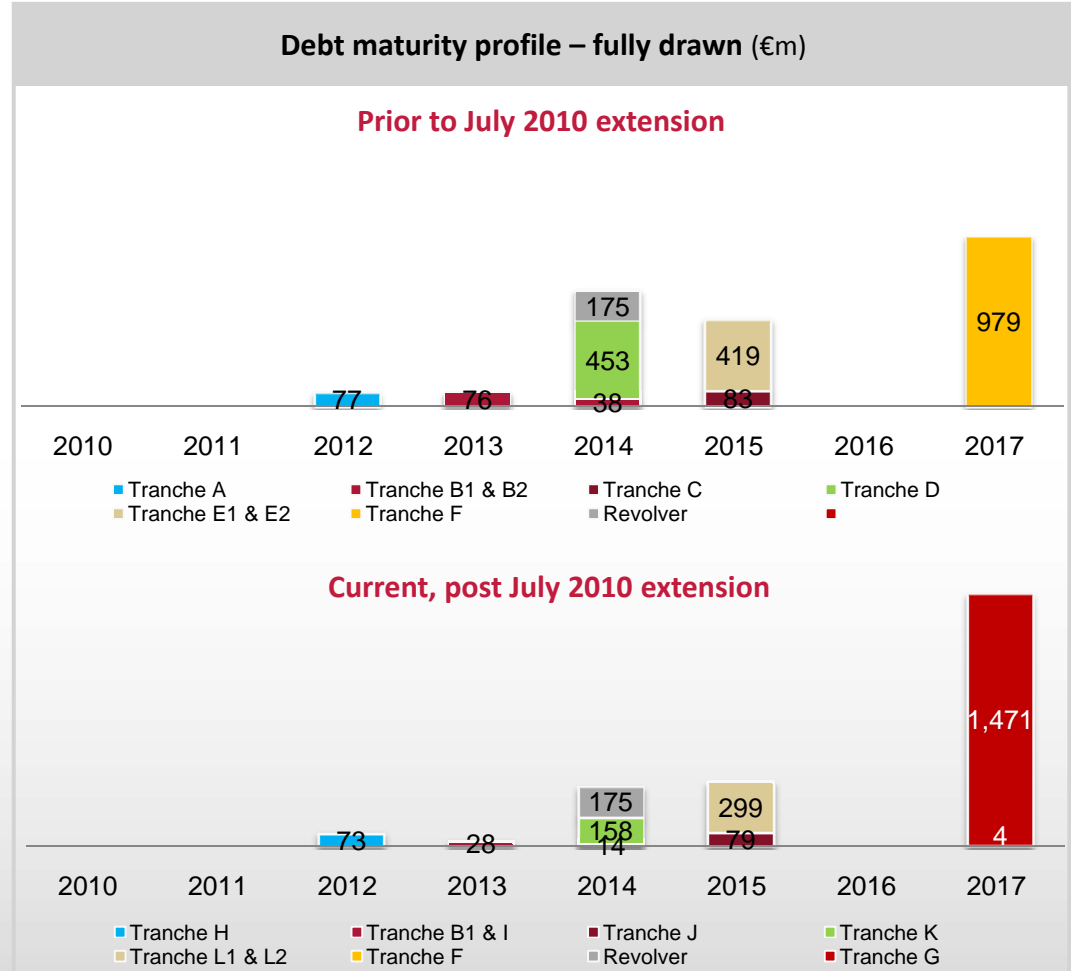 Debt maturity profile – fully drawn (€m)
Prior to July 2010 extension
175
453
38
77
76
419
83
979
2010 2011 2012 2013 2014 2015 2016 2017
Tranche A Tranche B1 & B2 Tranche C Tranche D
Tranche E1 & E2 Tranche F Revolver
Current, post July 2010 extension
1,471
4
175
158
14
299
79
73
28
2010 2011 2012 2013 2014 2015 2016 2017
Tranche H Tranche B1 & I Tranche J Tranche K
Tranche L1 & L2 Tranche F Revolver Tranche G